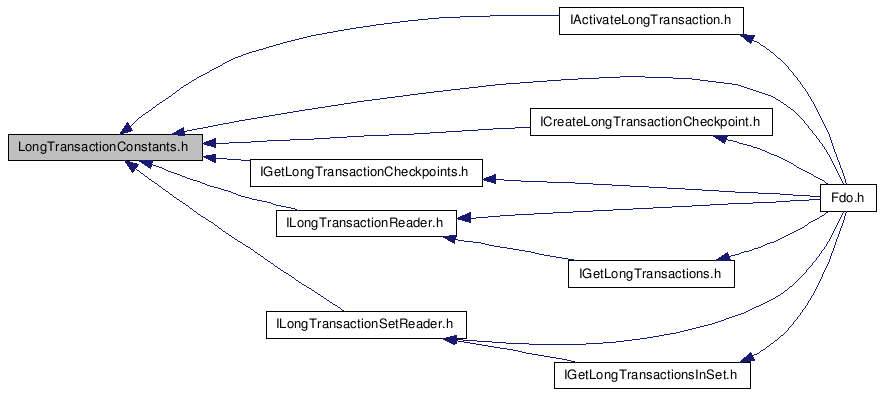 IActivateLongTransaction.h
ICreateLongTransactionCheckpoint.h
LongTransactionConstants.h
IGetLongTransactionCheckpoints.h
Fdo.h
ILongTransactionReader.h
IGetLongTransactions.h
ILongTransactionSetReader.h
IGetLongTransactionsInSet.h